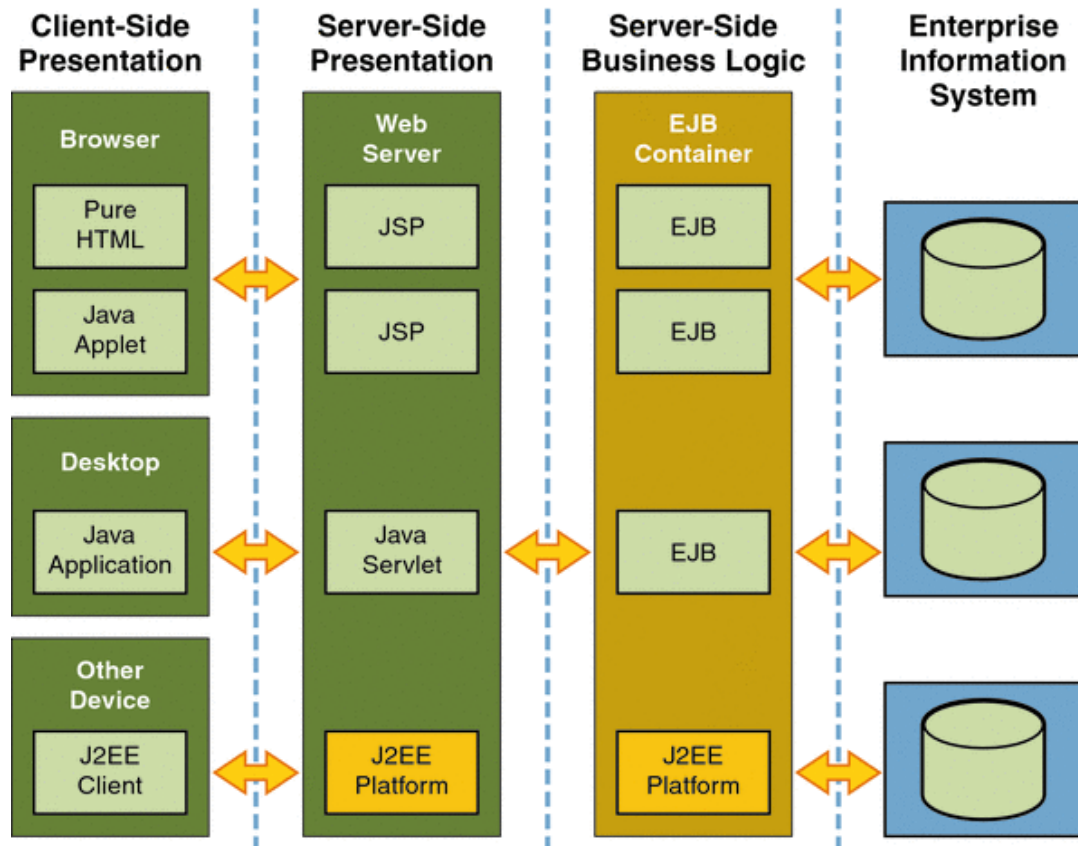 Client-Side
Presentation
Server-Side
Presentation
Server-Side
Business Logic
Enterprise
Information
System
Browser
Pure
HTML
Java
Applet
Desktop
Java
Application
Other
Device
J2EE
Client
Web
Server
JSP
JSP
Java
Servlet
J2EE
Platform
EJB
Container
EJB
EJB
EJB
J2EE
Platform